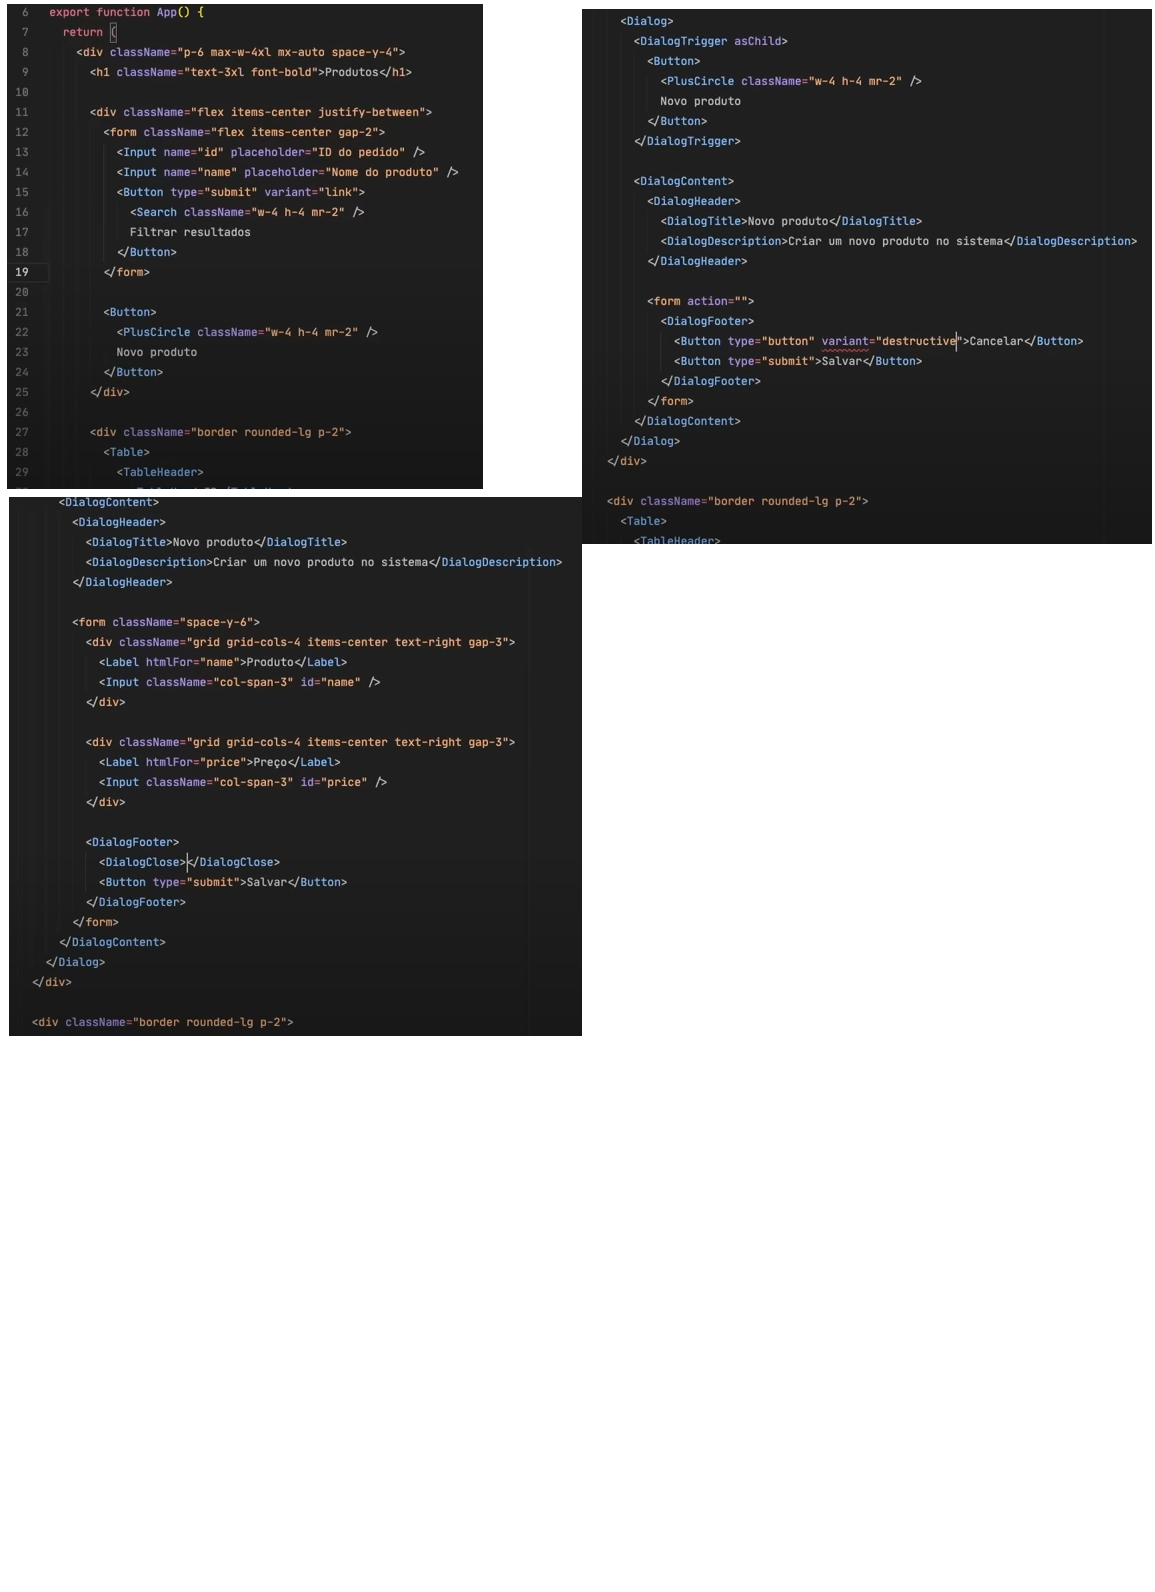 6 export function App() {
7 return (
8 <div className="p-6 max-w-4xl mx-auto space-y-4">
9 <h1 className="text-3xl font-bold">Produtos</h1>
10
11 <div className="flex items-center justify-between">
12 <form className="flex items-center gap-2">
13 <Input name="id" placeholder="ID do pedido" />
14 <Input name="name" placeholder="Nome do produto" />
15 <Button type="submit" variant="link">
16 <Search className="w-4 h-4 mr-2" />
17 Filtrar resultados
18 </Button>
19 </form>
20
21 <Button>
22 <PlusCircle className="w-4 h-4 mr-2" />
23 Novo produto
24 </Button>
25 </div>
26
27 <div className="border rounded-lg p-2">
28 <Table>
29 <TableHeader>
<Dialog>
<DialogTrigger asChild>
<Button>
<PlusCircle className="w-4 h-4 mr-2" />
Novo produto
</Button>
</DialogTrigger>
<DialogContent>
<DialogHeader>
<DialogTitle>Novo produto</DialogTitle>
<DialogDescription>Criar um novo produto no sistema</DialogDescription>
</DialogHeader>
<form action="">
<DialogFooter>
<Button type="button" variant="destructive">Cancelar</Button>
<Button type="submit">Salvar</Button>
</DialogFooter>
</form>
</DialogContent>
</Dialog>
</div>
<div className="border rounded-lg p-2">
<Table>
<TableHeader>
<DialogContent>
<DialogHeader>
<DialogTitle>Novo produto</DialogTitle>
<DialogDescription>Criar um novo produto no sistema</DialogDescription>
</DialogHeader>
<form className="space-y-6">
<div className="grid grid-cols-4 items-center text-right gap-3">
<Label htmlFor="name">Produto</Label>
<Input className="col-span-3" id="name" />
</div>
<div className="grid grid-cols-4 items-center text-right gap-3">
<Label htmlFor="price">Preço</Label>
<Input className="col-span-3" id="price" />
</div>
<DialogFooter>
<DialogClose></DialogClose>
<Button type="submit">Salvar</Button>
</DialogFooter>
</form>
</DialogContent>
</Dialog>
</div>
<div className="border rounded-lg p-2">